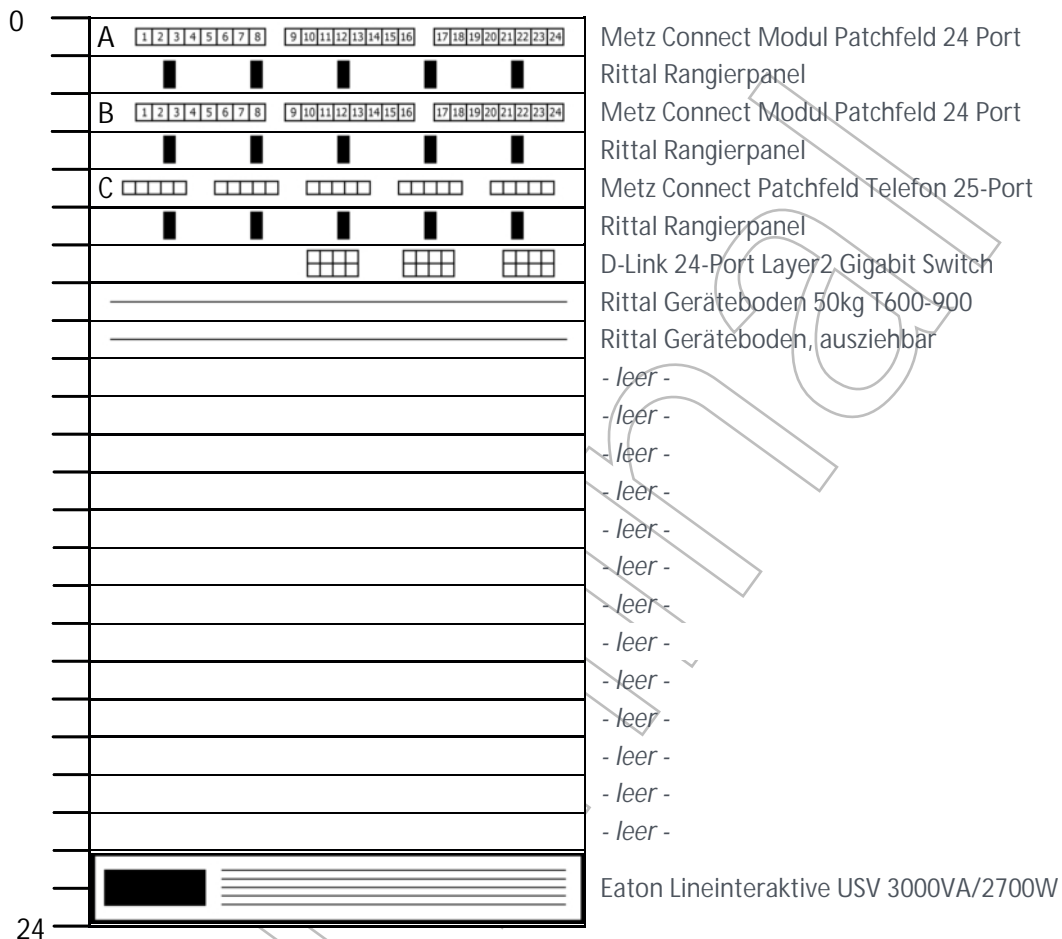 0
A 1 2 3 4 5 6 7 8 9 10 11 12 13 14 15 16 17 18 19 20 21 22 23 24 Metz Connect Modul Patchfeld 24 Port
Rittal Rangierpanel
B 1 2 3 4 5 6 7 8 9 10 11 12 13 14 15 16 17 18 19 20 21 22 23 24 Metz Connect Modul Patchfeld 24 Port
Rittal Rangierpanel
C Metz Connect Patchfeld Telefon 25-Port
Rittal Rangierpanel
D-Link 24-Port Layer2 Gigabit Switch
Rittal Geräteboden 50kg T600-900
Rittal Geräteboden, ausziehbar
- leer -
- leer -
- leer -
- leer -
- leer -
- leer -
- leer -
- leer -
- leer -
- leer -
- leer -
- leer -
- leer -
Eaton Lineinteraktive USV 3000VA/2700W
24